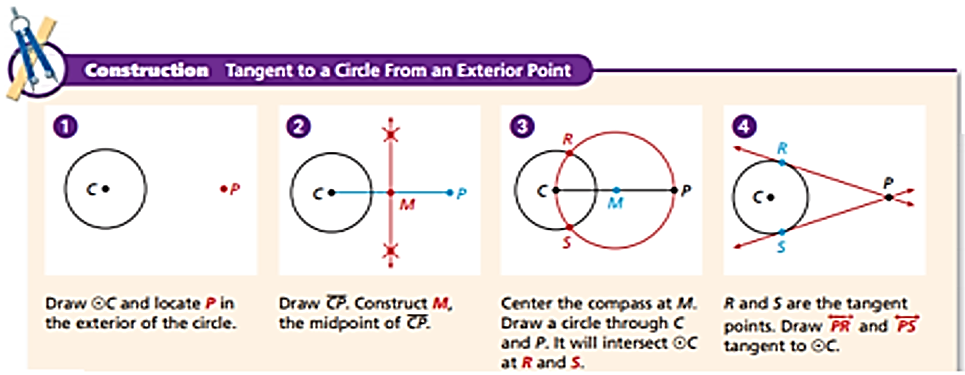 Construction Tangent to a Circle From an Exterior Point
1
C
P
Draw ⊙C and locate P in
the exterior of the circle.
2
C
M
P
Draw CP. Construct M,
the midpoint of CP.
3
R
C
M
P
S
Center the compass at M.
Draw a circle through C
and P. It will intersect ⊙C
at R and S.
4
R
P
C
S
R and S are the tangent
points. Draw PR and PS
tangent to ⊙C.